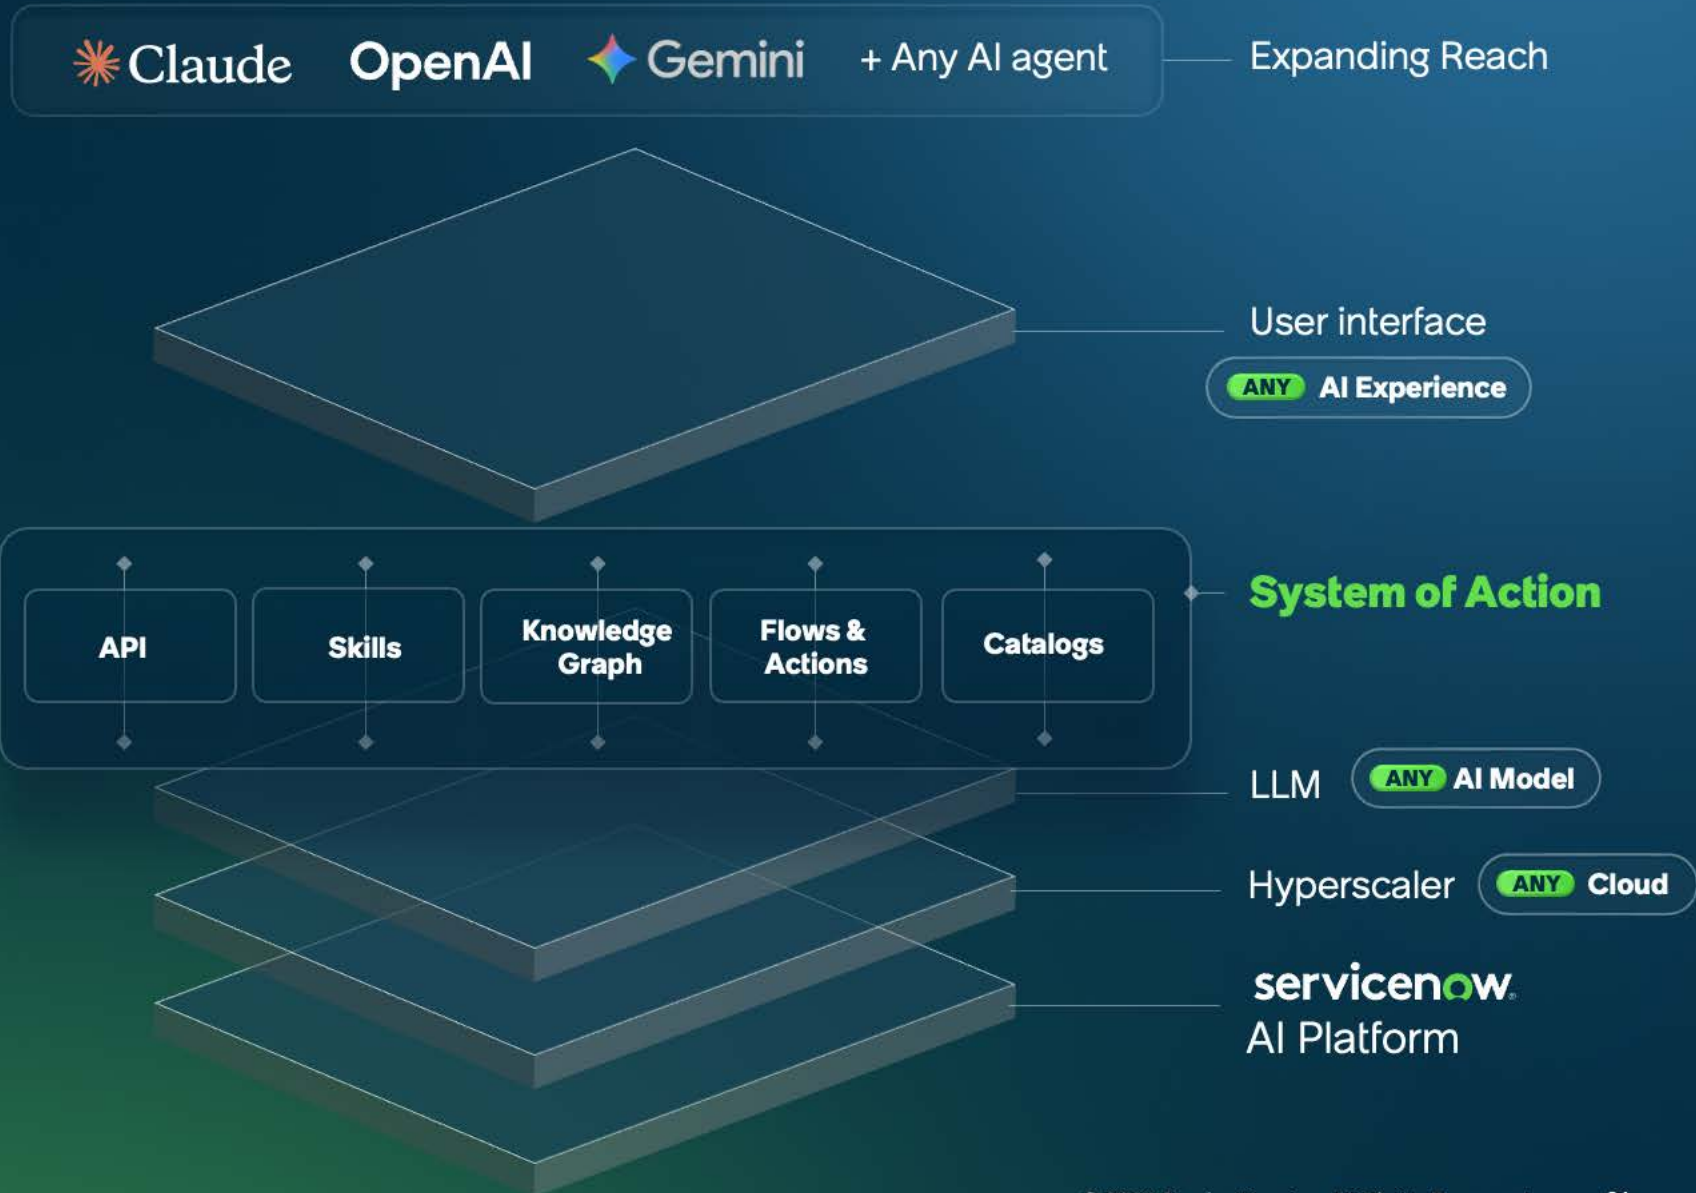 Claude OpenAI Gemini + Any AI agent Expanding Reach
User interface
ANY AI Experience
System of Action
API
Skills
Knowledge
Graph
Flows &
Actions
Catalogs
LLM ANY AI Model
Hyperscaler ANY Cloud
servicenow®
AI Platform